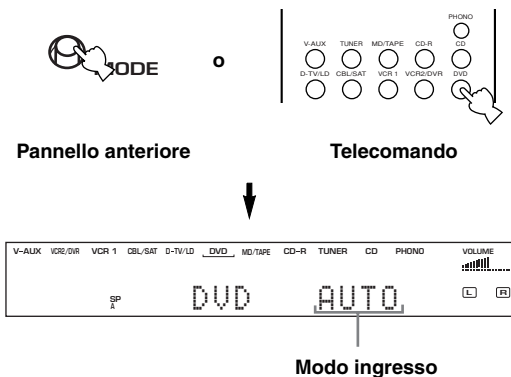 PHONO
V-AUX TUNER MD/TAPE CD-R CD
MODE
o
D-TV/LD CBL/SAT VCR 1 VCR2/DVR DVD
Pannello anteriore Telecomando
V-AUX VCR2/DVR VCR 1 CBL/SAT D-TV/LD DVD MD/TAPE CD-R TUNER CD PHONO VOLUME
SP
A
DVD AUTO
L R
Modo ingresso